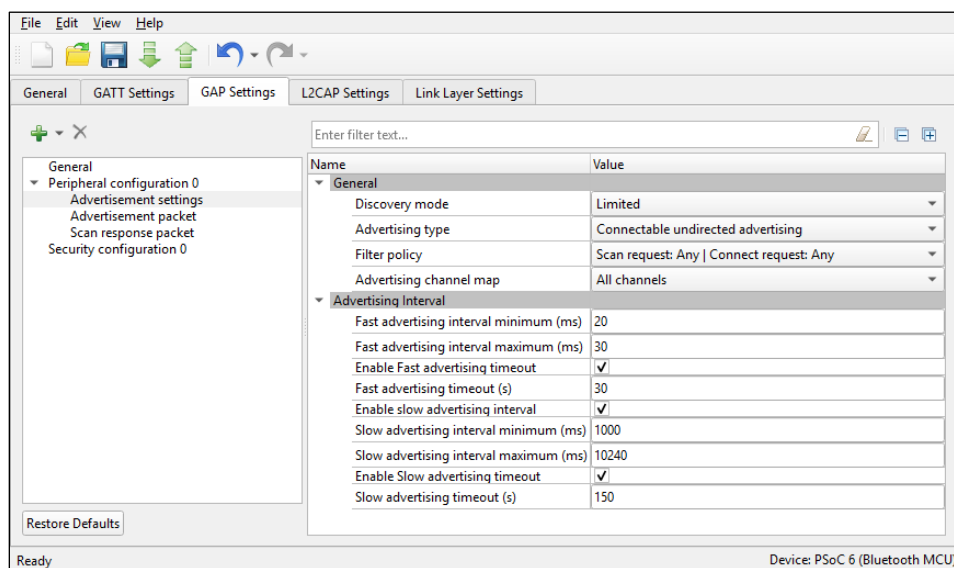 File Edit View Help
General GATT Settings GAP Settings L2CAP Settings Link Layer Settings
Enter filter text...
General
Peripheral configuration 0
Advertisement settings
Advertisement packet
Scan response packet
Security configuration 0
Restore Defaults
Name Value
General
Discovery mode Limited
Advertising type Connectable undirected advertising
Filter policy Scan request: Any | Connect request: Any
Advertising channel map All channels
Advertising Interval
Fast advertising interval minimum (ms) 20
Fast advertising interval maximum (ms) 30
Enable Fast advertising timeout
Fast advertising timeout (s) 30
Enable slow advertising interval
Slow advertising interval minimum (ms) 1000
Slow advertising interval maximum (ms) 10240
Enable Slow advertising timeout
Slow advertising timeout (s) 150
Ready Device: PSoC 6 (Bluetooth MCU)